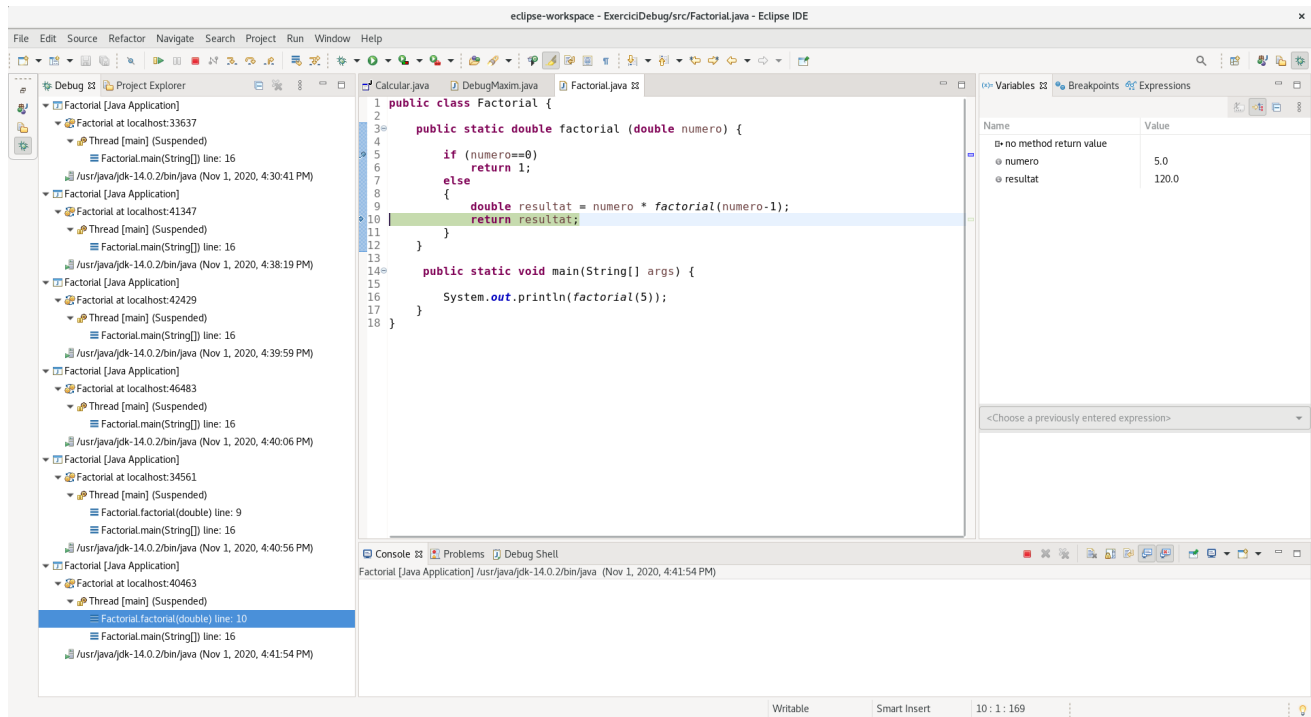 eclipse-workspace - ExerciciDebug/src/Factorial.java - Eclipse IDE
File Edit Source Refactor Navigate Search Project Run Window Help
Debug Project Explorer
Factorial [Java Application]
Factorial at localhost:33637
Thread [main] (Suspended)
Factorial.main(String[]) line: 16
/usr/java/jdk-14.0.2/bin/java (Nov 1, 2020, 4:30:41 PM)
Factorial [Java Application]
Factorial at localhost:41347
Thread [main] (Suspended)
Factorial.main(String[]) line: 16
/usr/java/jdk-14.0.2/bin/java (Nov 1, 2020, 4:38:19 PM)
Factorial [Java Application]
Factorial at localhost:42429
Thread [main] (Suspended)
Factorial.main(String[]) line: 16
/usr/java/jdk-14.0.2/bin/java (Nov 1, 2020, 4:39:59 PM)
Factorial [Java Application]
Factorial at localhost:46483
Thread [main] (Suspended)
Factorial.main(String[]) line: 16
/usr/java/jdk-14.0.2/bin/java (Nov 1, 2020, 4:40:06 PM)
Factorial [Java Application]
Factorial at localhost:34561
Thread [main] (Suspended)
Factorial.factorial(double) line: 9
Factorial.main(String[]) line: 16
/usr/java/jdk-14.0.2/bin/java (Nov 1, 2020, 4:40:56 PM)
Factorial [Java Application]
Factorial at localhost:40463
Thread [main] (Suspended)
Factorial.factorial(double) line: 10
Factorial.main(String[]) line: 16
/usr/java/jdk-14.0.2/bin/java (Nov 1, 2020, 4:41:54 PM)
Calcular.java DebugMaxim.java Factorial.java
1 public class Factorial {
2
3 public static double factorial (double numero) {
4
5 if (numero==0)
6 return 1;
7 else
8 {
9 double resultat = numero * factorial(numero-1);
10 return resultat;
11 }
12 }
13
14 public static void main(String[] args) {
15
16 System.out.println(factorial(5));
17 }
18 }
Variables Breakpoints Expressions
Name Value
no method return value
numero 5.0
resultat 120.0
<Choose a previously entered expression>
Console Problems Debug Shell
Factorial [Java Application] /usr/java/jdk-14.0.2/bin/java (Nov 1, 2020, 4:41:54 PM)
Writable Smart Insert 10 : 1 : 169